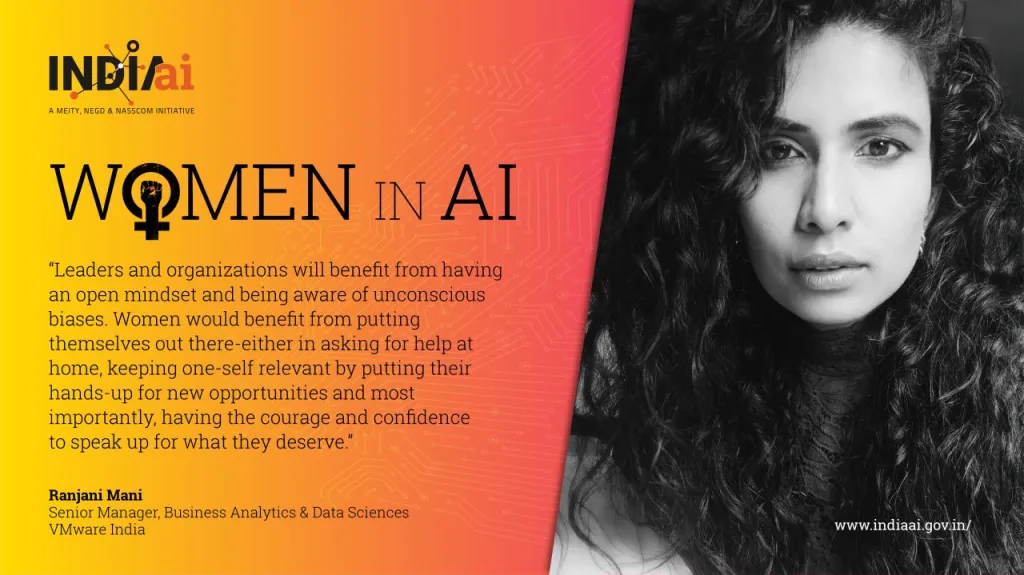 INDIAai
A MEITY, NEGD & NASSCOM INITIATIVE
WOMEN IN AI
“Leaders and organizations will benefit from having
an open mindset and being aware of unconscious
biases. Women would benefit from putting
themselves out there-either in asking for help at
home, keeping one-self relevant by putting their
hands-up for new opportunities and most
importantly, having the courage and confidence
to speak up for what they deserve.”
Ranjani Mani
Senior Manager, Business Analytics & Data Sciences
VMware India
www.indiaai.gov.in/